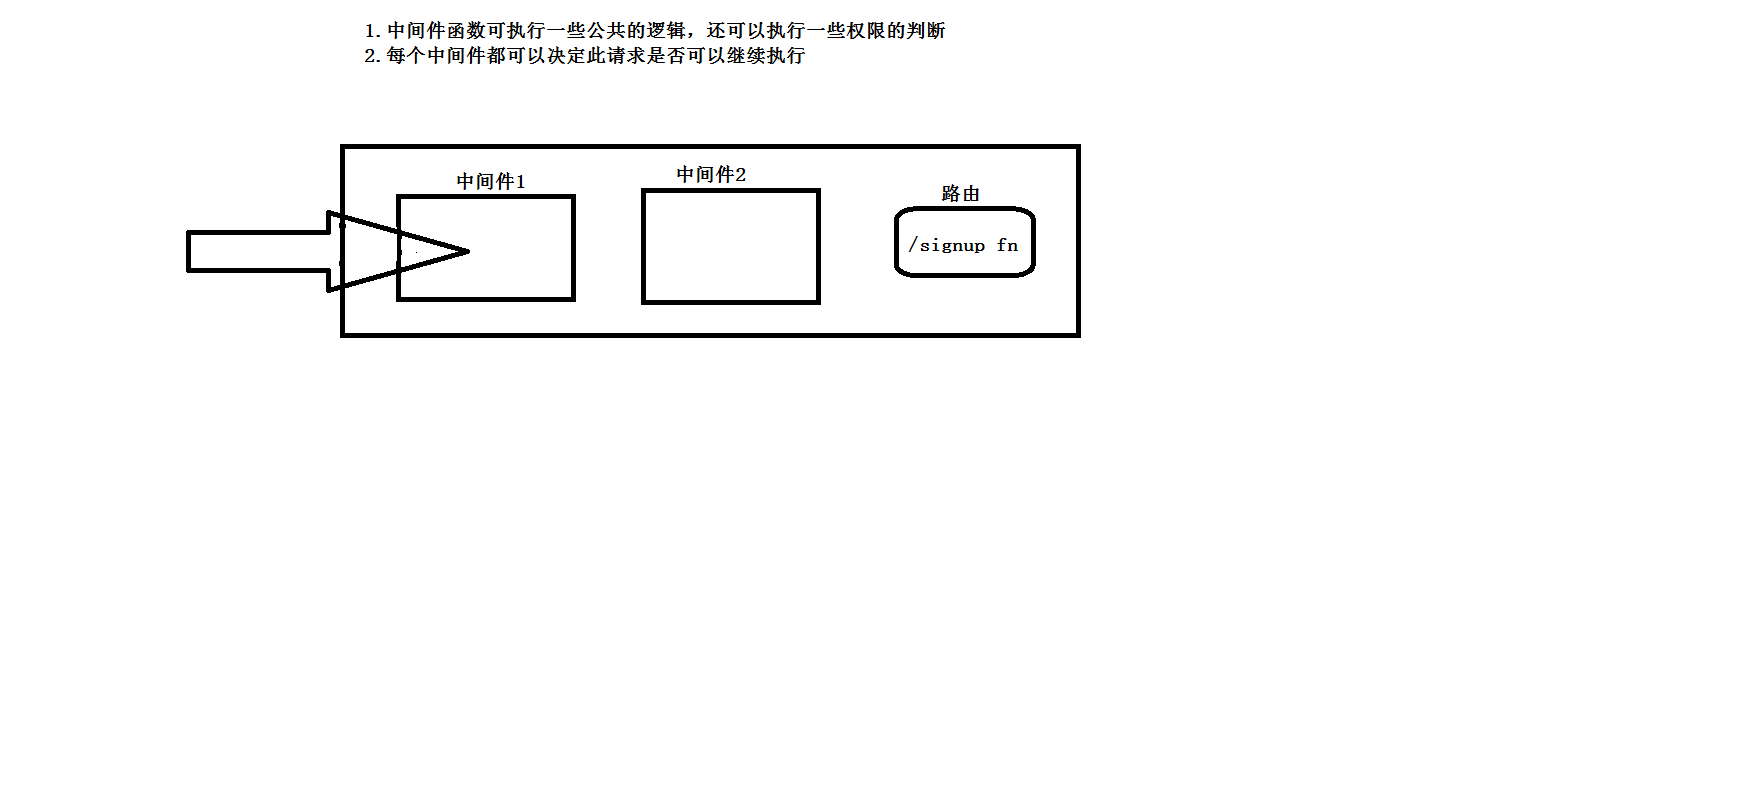 1.中间件函数可执行一些公共的逻辑，还可以执行一些权限的判断
2.每个中间件都可以决定此请求是否可以继续执行
中间件1
中间件2
路由
/signup fn